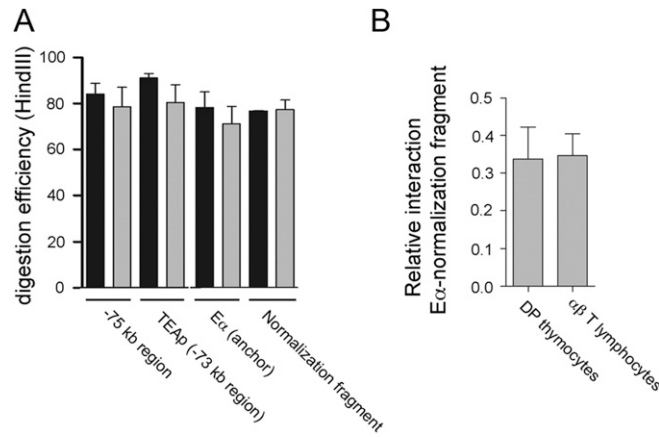 A
digestion efficiency (HindIII)
100
80
60
40
20
0
-75 kb region
TEAp (-73 kb region)
Eα (anchor)
Normalization fragment
B
Relative interaction
Eα-normalization fragment
0.5
0.4
0.3
0.2
0.1
0.0
DP thymocytes
αβ T lymphocytes